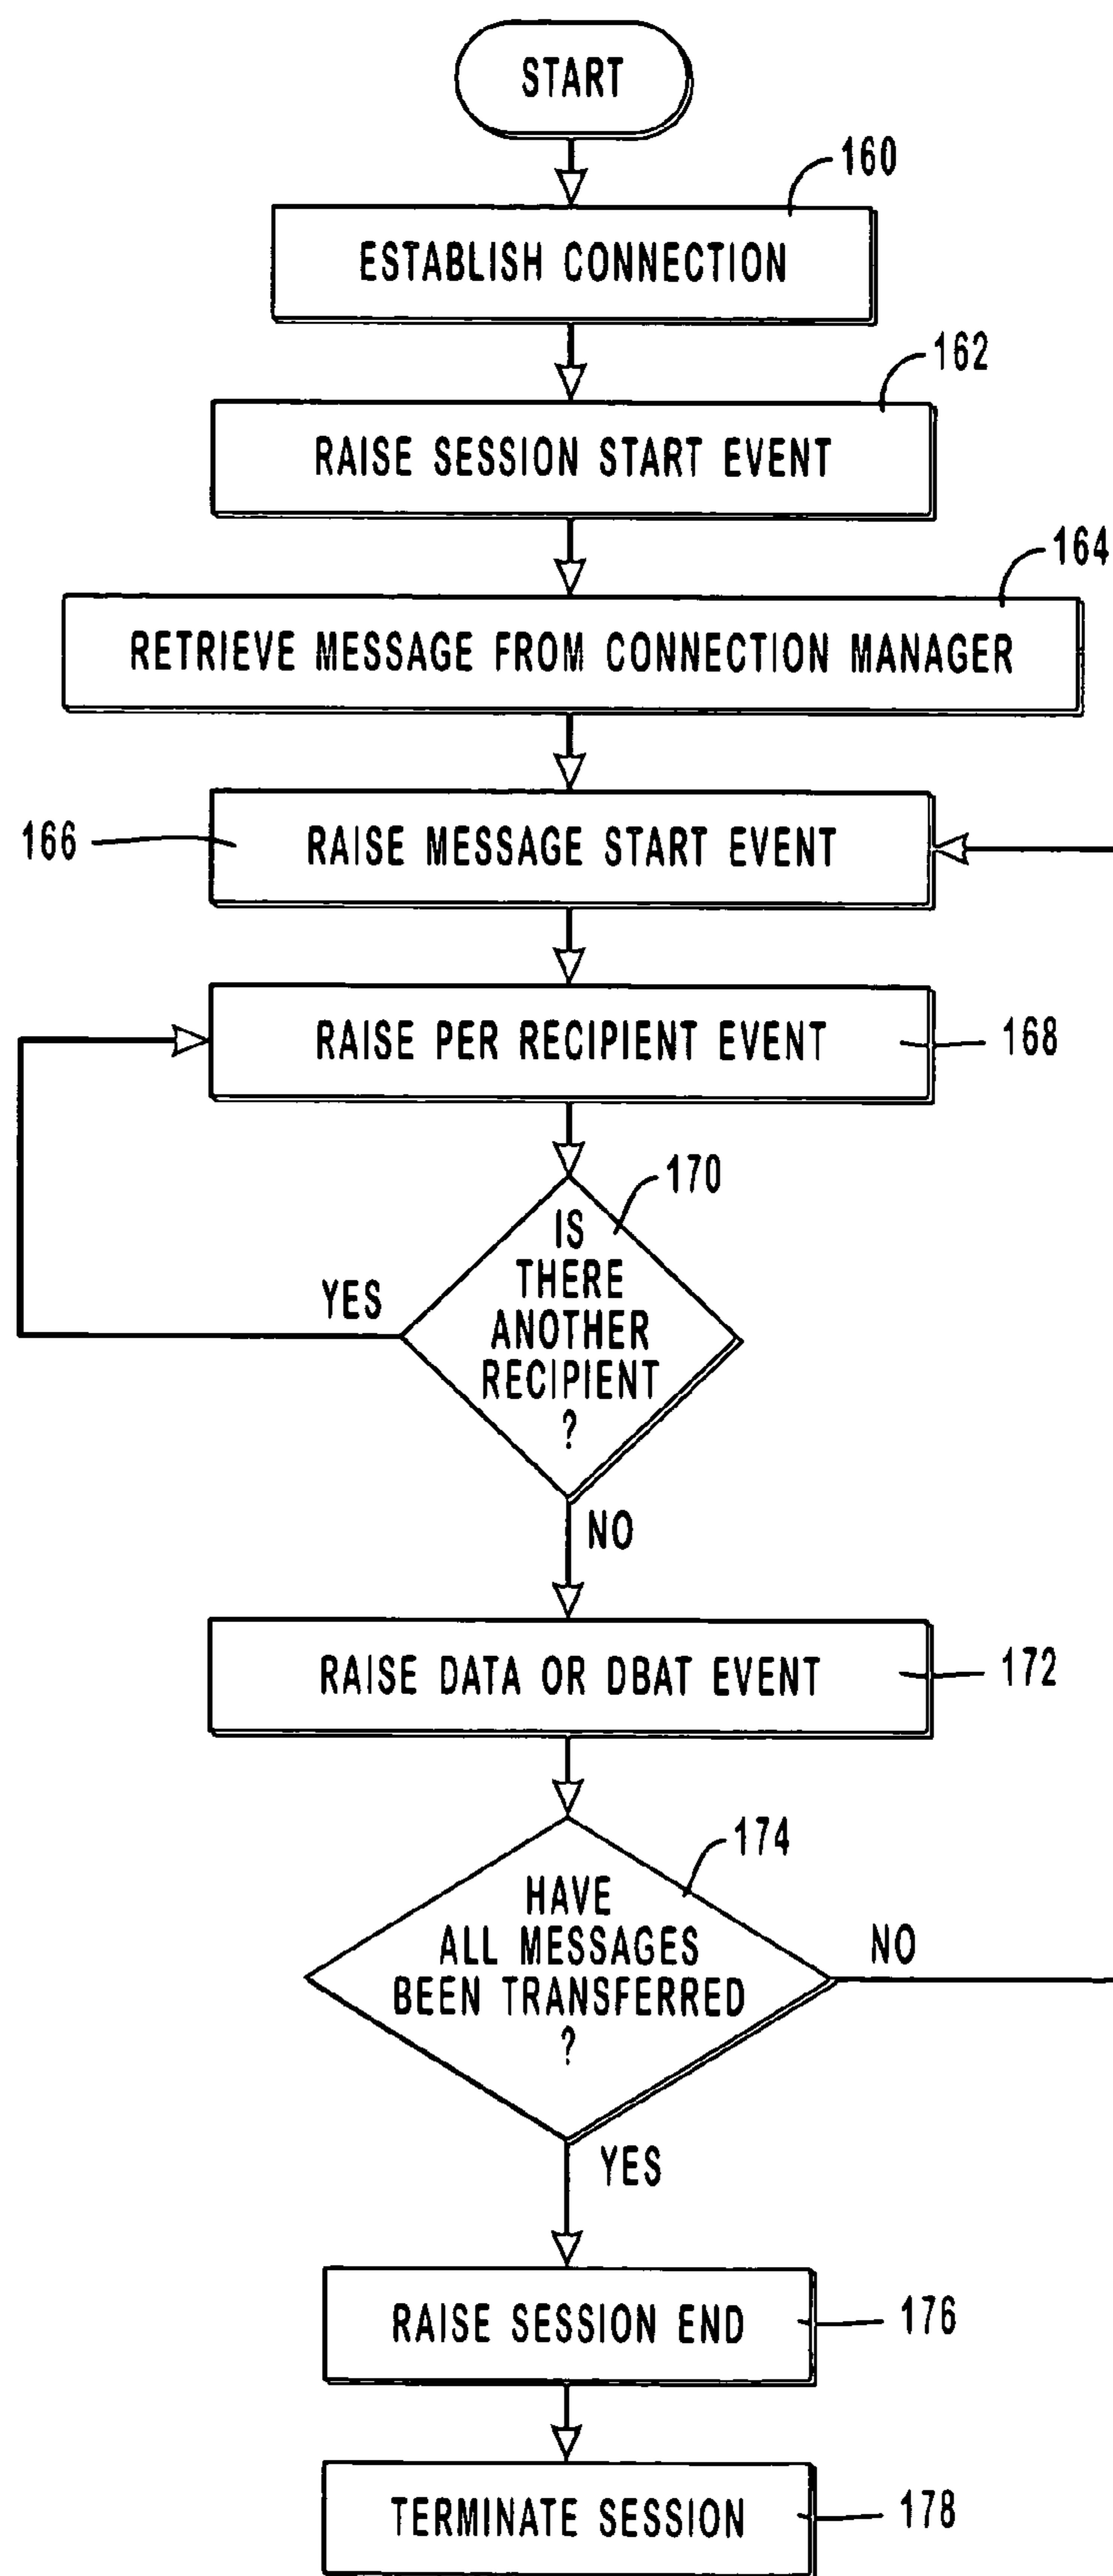 START
160
ESTABLISH CONNECTION
162
RAISE SESSION START EVENT
164
RETRIEVE MESSAGE FROM CONNECTION MANAGER
166
RAISE MESSAGE START EVENT
RAISE PER RECIPIENT EVENT
168
170
IS
THERE
ANOTHER
RECIPIENT
?
YES
NO
RAISE DATA OR DBAT EVENT
172
174
HAVE
ALL MESSAGES
BEEN TRANSFERRED
?
NO
YES
RAISE SESSION END
176
TERMINATE SESSION
178